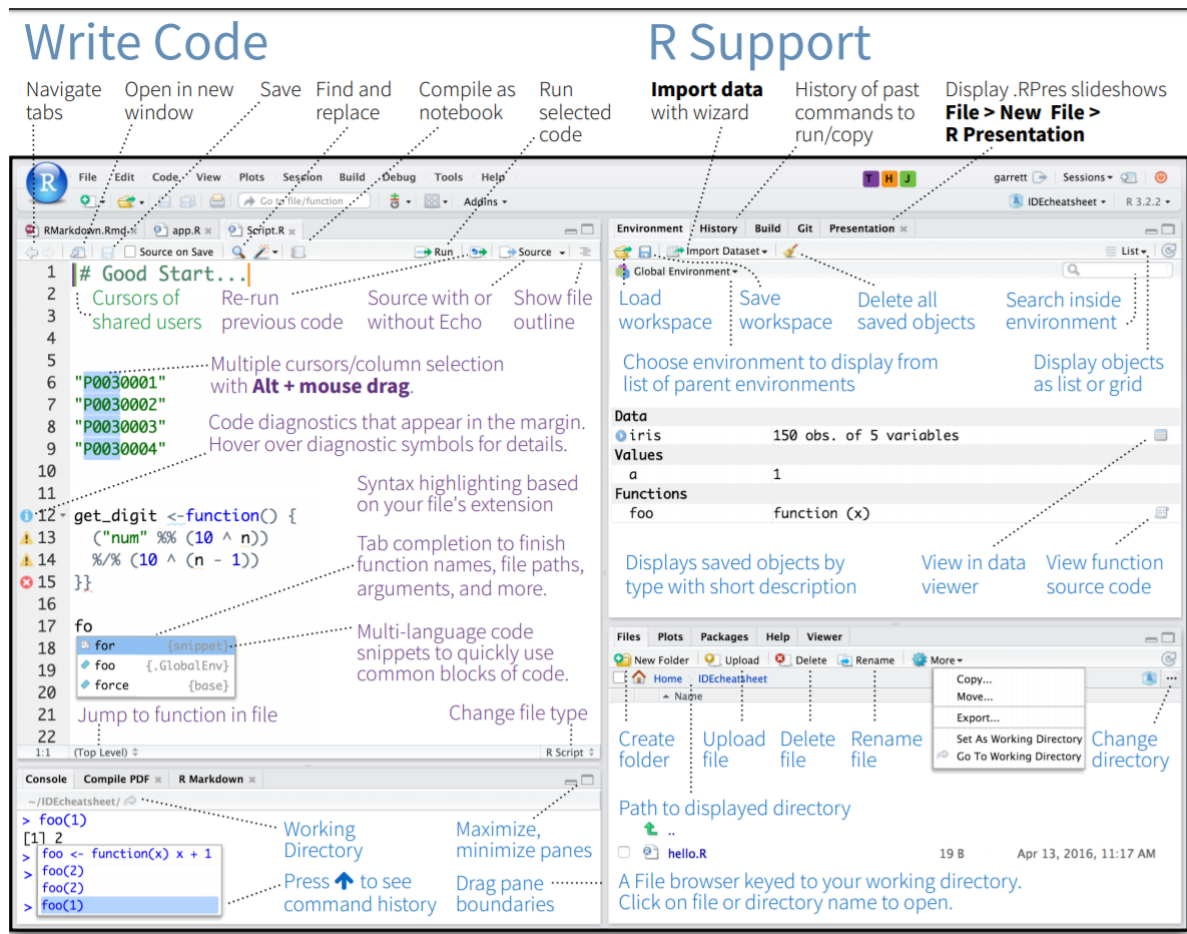 Write Code
R Support
Navigate tabs
Open in new window
Save
Find and replace
Compile as notebook
Run selected code
Import data with wizard
History of past commands to run/copy
Display .RPres slideshows
File > New File >
R Presentation
R
File Edit Code View Plots Session Build Debug Tools Help
T H J
garrett Sessions
Go to file/function
Addins
IDEcheatsheet
R 3.2.2
RMarkdown.Rmd × app.R × Script.R ×
Source on Save
Run
Source
1 # Good Start...
2
3
Cursors of shared users
Re-run previous code
Source with or without Echo
Show file outline
4
5
Multiple cursors/column selection
with Alt + mouse drag.
6 "P0030001"
7 "P0030002"
8 "P0030003"
9 "P0030004"
Code diagnostics that appear in the margin.
Hover over diagnostic symbols for details.
10
11
Syntax highlighting based
on your file's extension
12 get_digit <-function() {
13 ("num" %% (10 ^ n))
14 %/% (10 ^ (n - 1))
15 }}
Tab completion to finish
function names, file paths,
arguments, and more.
16
17 fo
18
19
20
for {snippet}
foo {.GlobalEnv}
force {base}
Multi-language code
snippets to quickly use
common blocks of code.
21
22
Jump to function in file
Change file type
1:1 (Top Level) R Script
Console Compile PDF × R Markdown ×
~/IDEcheatsheet/
> foo(1)
[1] 2
>
>
>
foo <- function(x) x + 1
foo(2)
foo(2)
foo(1)
Working
Directory
Maximize,
minimize panes
Press to see
command history
Drag pane
boundaries
Environment History Build Git Presentation ×
Import Dataset
List
Global Environment
Load
workspace
Save
workspace
Delete all
saved objects
Search inside
environment
Choose environment to display from
list of parent environments
Display objects
as list or grid
Data
iris 150 obs. of 5 variables
Values
a 1
Functions
foo function (x)
Displays saved objects by
type with short description
View in data
viewer
View function
source code
Files Plots Packages Help Viewer
New Folder Upload Delete Rename More
Home IDEcheatsheet
...
Name
Copy...
Move...
Export...
Set As Working Directory
Go To Working Directory
Create
folder
Upload
file
Delete
file
Rename
file
Change
directory
Path to displayed directory
..
hello.R 19 B Apr 13, 2016, 11:17 AM
A File browser keyed to your working directory.
Click on file or directory name to open.